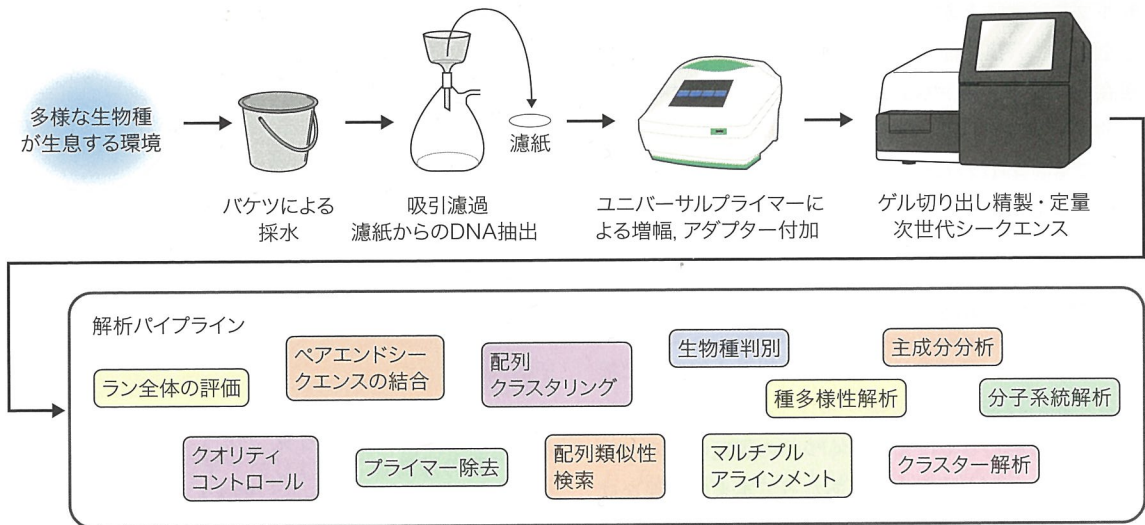 多様な生物種
が生息する環境
濾紙
バケツによる
採水
吸引濾過
濾紙からのDNA抽出
ユニバーサルプライマーに
よる増幅, アダプター付加
ゲル切り出し精製・定量
次世代シークエンス
解析パイプライン
ラン全体の評価
ペアエンドシー
クエンスの結合
配列
クラスタリング
生物種判別
主成分分析
種多様性解析
分子系統解析
クオリティ
コントロール
プライマー除去
配列類似性
検索
マルチプル
アラインメント
クラスター解析